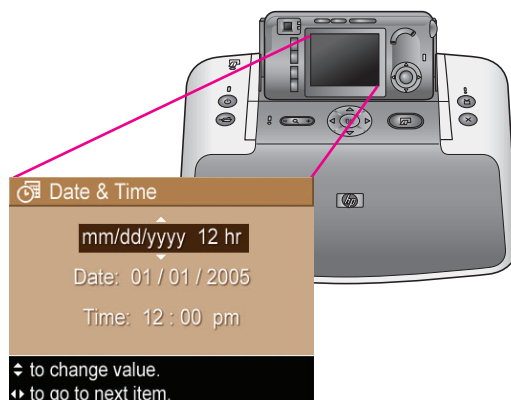 Date & Time
mm/dd/yyyy 12 hr
Date: 01 / 01 / 2005
Time: 12 : 00 pm
to change value.
to go to next item.
hp